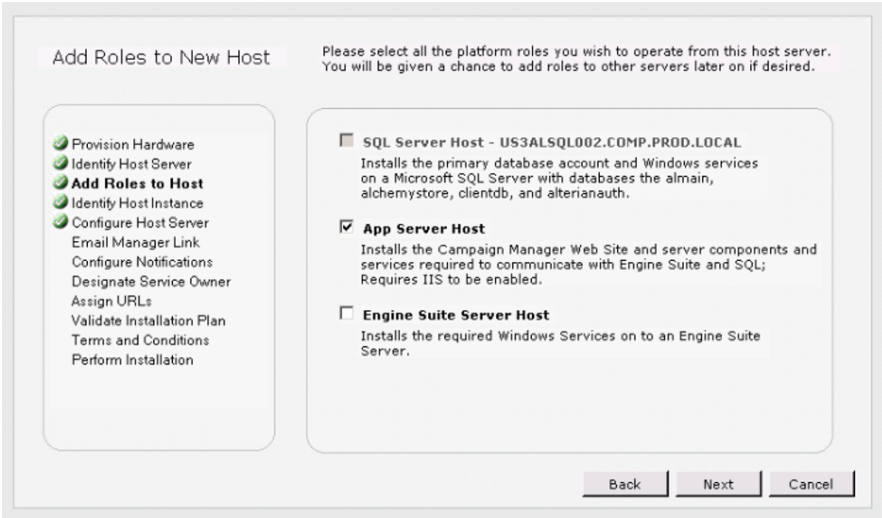 Add Roles to New Host
Please select all the platform roles you wish to operate from this host server.
You will be given a chance to add roles to other servers later on if desired.
Provision Hardware
Identify Host Server
Add Roles to Host
Identify Host Instance
Configure Host Server
Email Manager Link
Configure Notifications
Designate Service Owner
Assign URLs
Validate Installation Plan
Terms and Conditions
Perform Installation
SQL Server Host - US3ALSQL002.COMP.PROD.LOCAL
Installs the primary database account and Windows services
on a Microsoft SQL Server with databases the almain,
alchemystore, clientdb, and alterianauth.
App Server Host
Installs the Campaign Manager Web Site and server components and
services required to communicate with Engine Suite and SQL;
Requires IIS to be enabled.
Engine Suite Server Host
Installs the required Windows Services on to an Engine Suite
Server.
Back
Next
Cancel